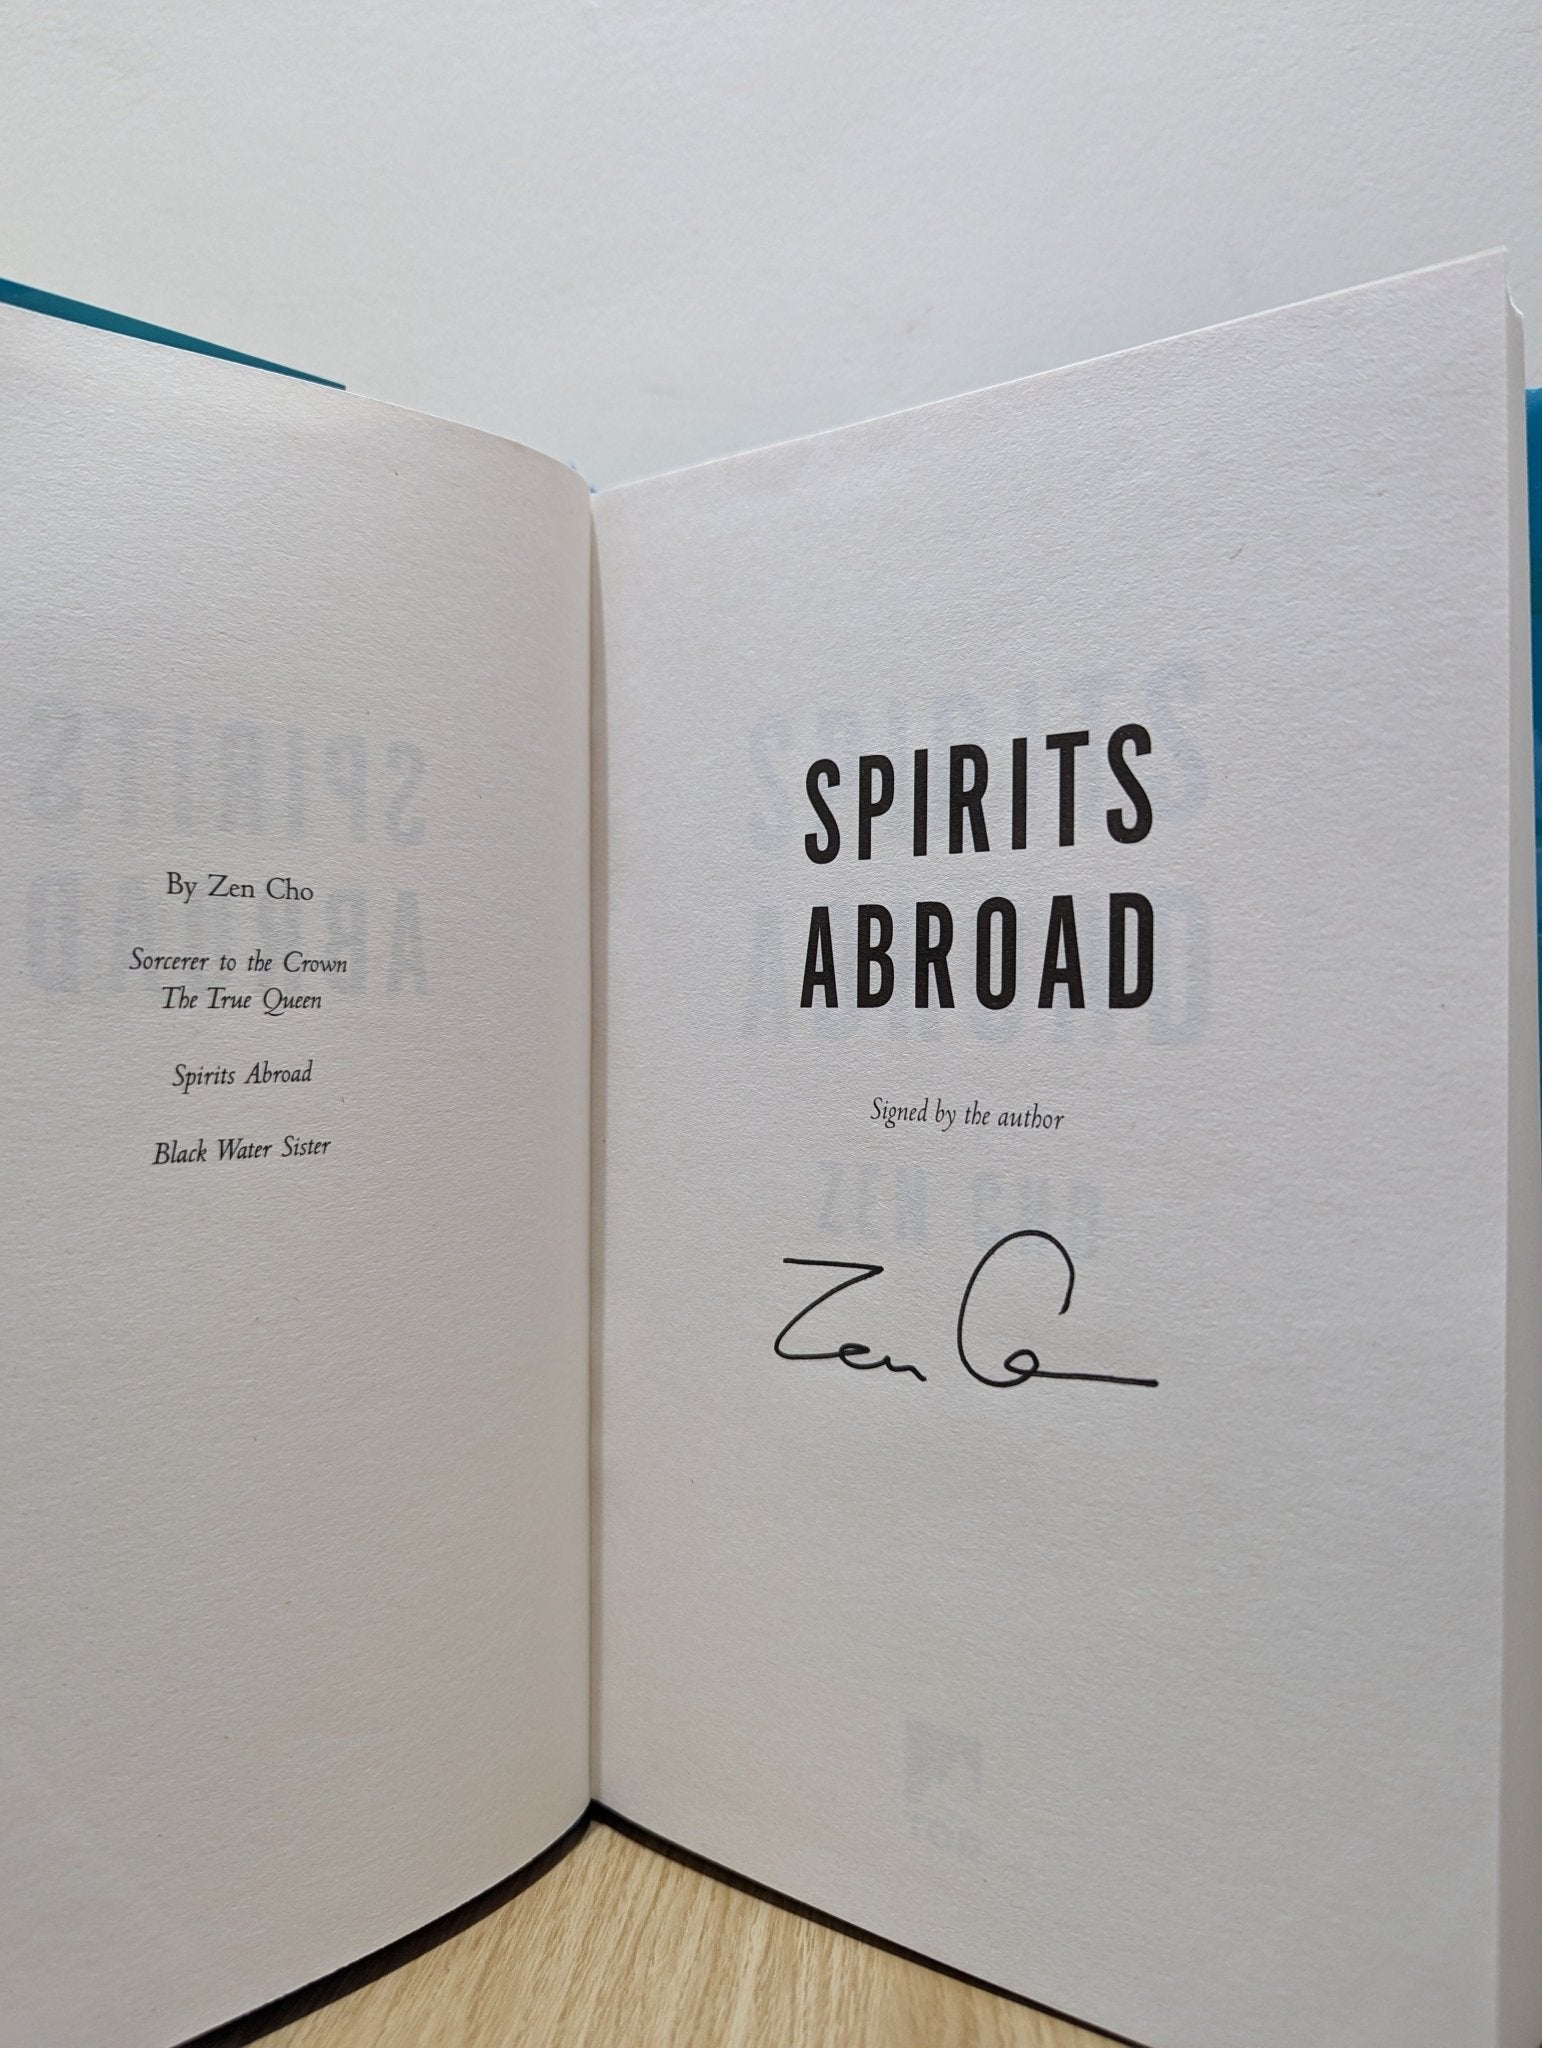 By Zen Cho
Sorcerer to the Crown
The True Queen
Spirits Abroad
Black Water Sister
SPIRITS
ABROAD
Signed by the author
Zen Cho